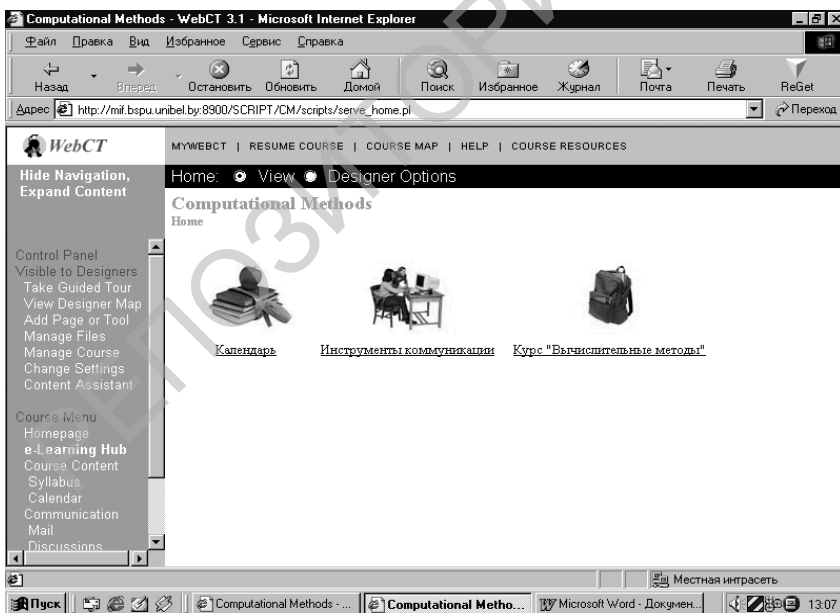 Computational Methods - WebCT 3.1 - Microsoft Internet Explorer
Файл Правка Вид Избранное Сервис Справка
Назад Вперед Остановить Обновить Домой Поиск Избранное Журнал Почта Печать ReGet
Адрес http://mif.bspu.unibel.by:8900/SCRIPT/CM/scripts/serve_home.pl Переход
WebCT MYWEBCT | RESUME COURSE | COURSE MAP | HELP | COURSE RESOURCES
Hide Navigation,
Expand Content
Home: View Designer Options
Computational Methods
Home
Control Panel
Visible to Designers
Take Guided Tour
View Designer Map
Add Page or Tool
Manage Files
Manage Course
Change Settings
Content Assistant
Course Menu
Homepage
e-Learning Hub
Course Content
Syllabus
Calendar
Communication
Mail
Discussions
Календарь Инструменты коммуникации Курс "Вычислительные методы"
Местная интрасеть
Пуск Computational Methods - ... Computational Metho... Microsoft Word - Докумен... 13:07
РЕПОЗИТОРИ